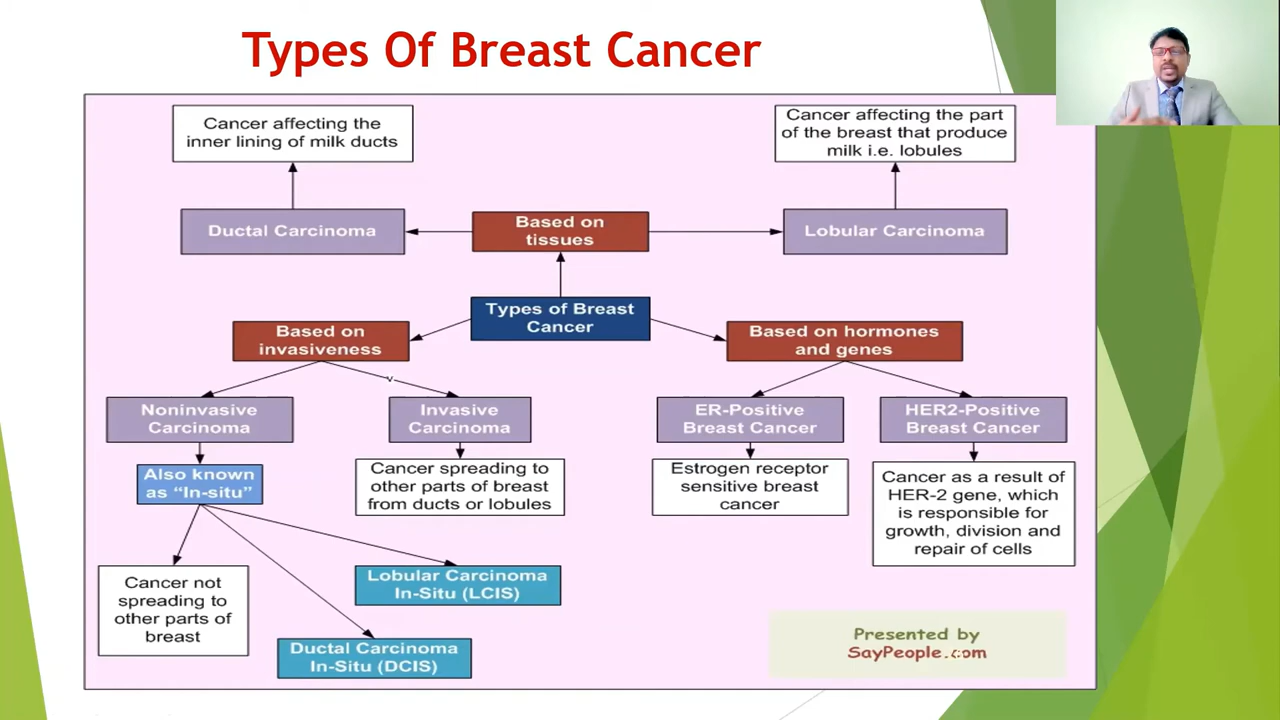 Types Of Breast Cancer
Cancer affecting the
inner lining of milk ducts
Cancer affecting the part
of the breast that produce
milk i.e. lobules
Ductal Carcinoma
Based on
tissues
Lobular Carcinoma
Types of Breast
Cancer
Based on
invasiveness
Based on hormones
and genes
Noninvasive
Carcinoma
Invasive
Carcinoma
ER-Positive
Breast Cancer
HER2-Positive
Breast Cancer
Also known
as “In-situ”
Cancer spreading to
other parts of breast
from ducts or lobules
Estrogen receptor
sensitive breast
cancer
Cancer as a result of
HER-2 gene, which
is responsible for
growth, division and
repair of cells
Cancer not
spreading to
other parts of
breast
Lobular Carcinoma
In-Situ (LCIS)
Ductal Carcinoma
In-Situ (DCIS)
Presented by
SayPeople.com